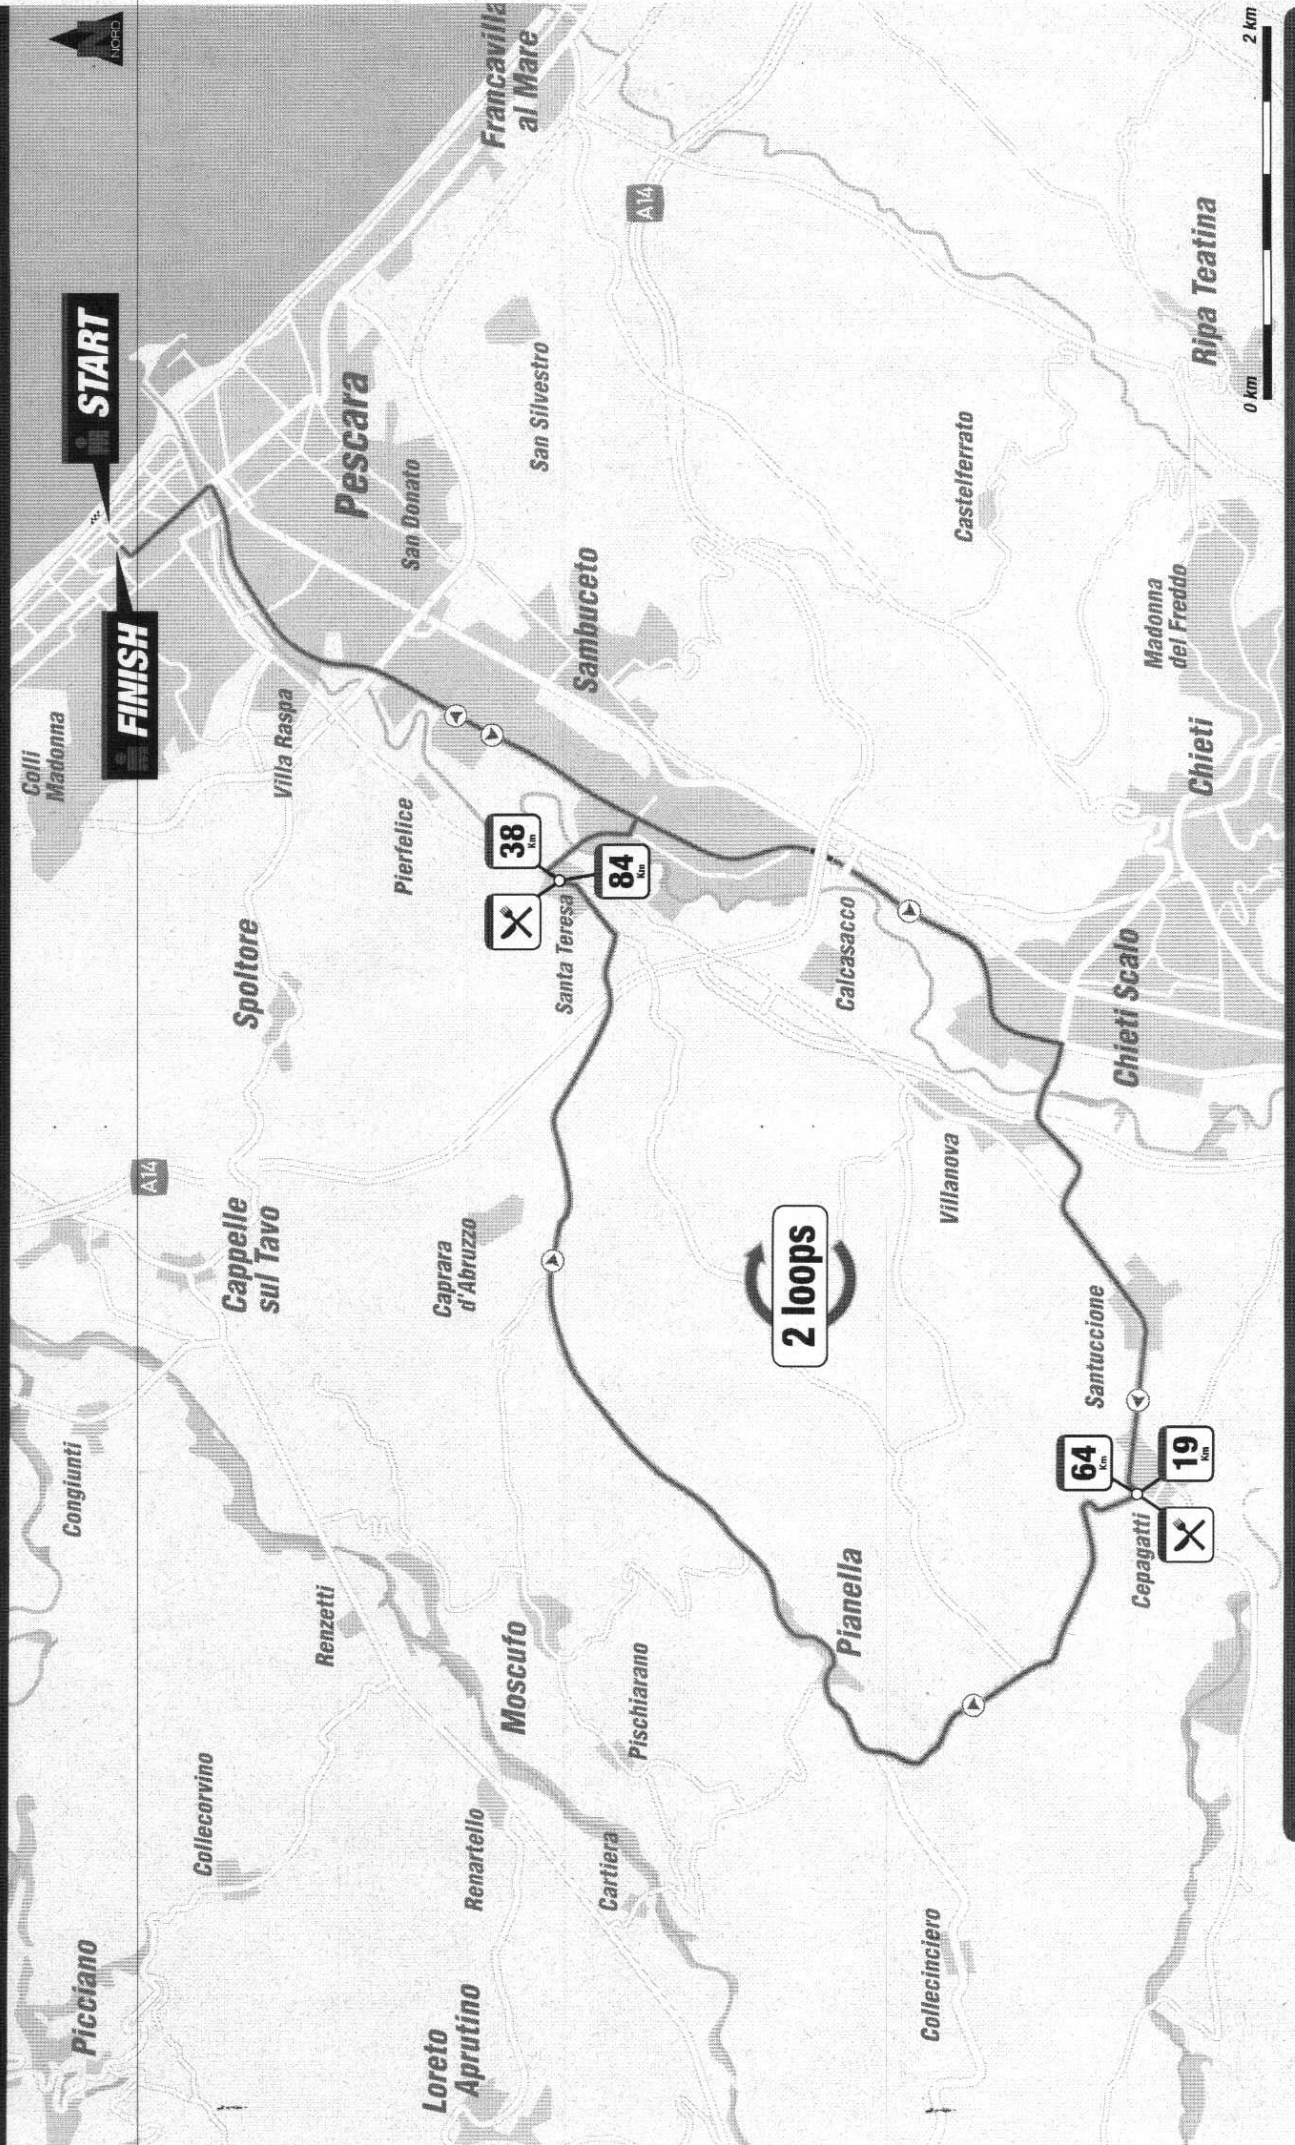 N
NORD
Picciano
Congiunti
Colli
Madonna
START
FINISH
A14
Collecorvino
Renzetti
Cappelle
sul Tavo
Spoltore
Villa Raspa
Pescara
San Donato
Francavilla
al Mare
Loreto
Aprutino
Renartello
Moscufo
Caprara
d'Abruzzo
Pierfelice
38
Km
84
Km
Santa Teresa
Sambuceto
San Silvestro
A14
Cartiera
Pischiarano
2 loops
Pianella
Villanova
Calcasacco
Castelferrato
Collecinciero
64
Km
19
Km
Cepagatti
Santuccione
Chieti Scalo
Chieti
Madonna
del Freddo
Ripa Teatina
0 km
2 km